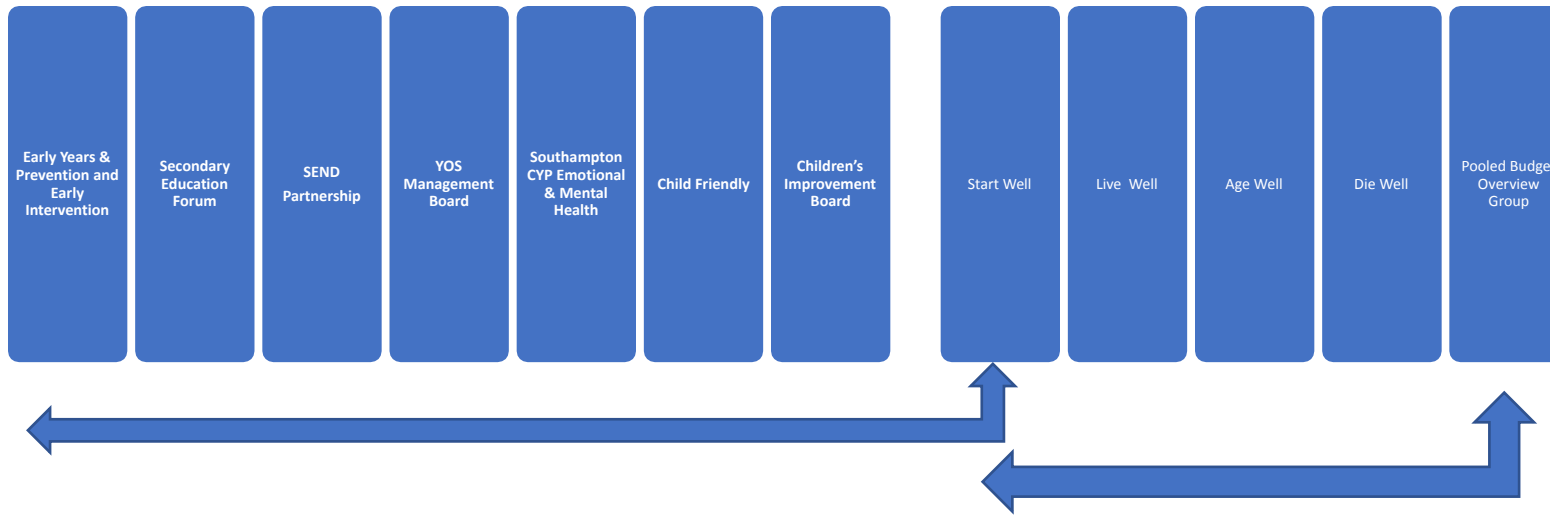 Early Years &
Prevention and
Early
Intervention
Secondary
Education
Forum
SEND
Partnership
YOS
Management
Board
Southampton
CYP Emotional
& Mental
Health
Child Friendly
Children’s
Improvement
Board
Start Well
Live  Well
Age Well
Die Well
Pooled Budge
Overview
Group